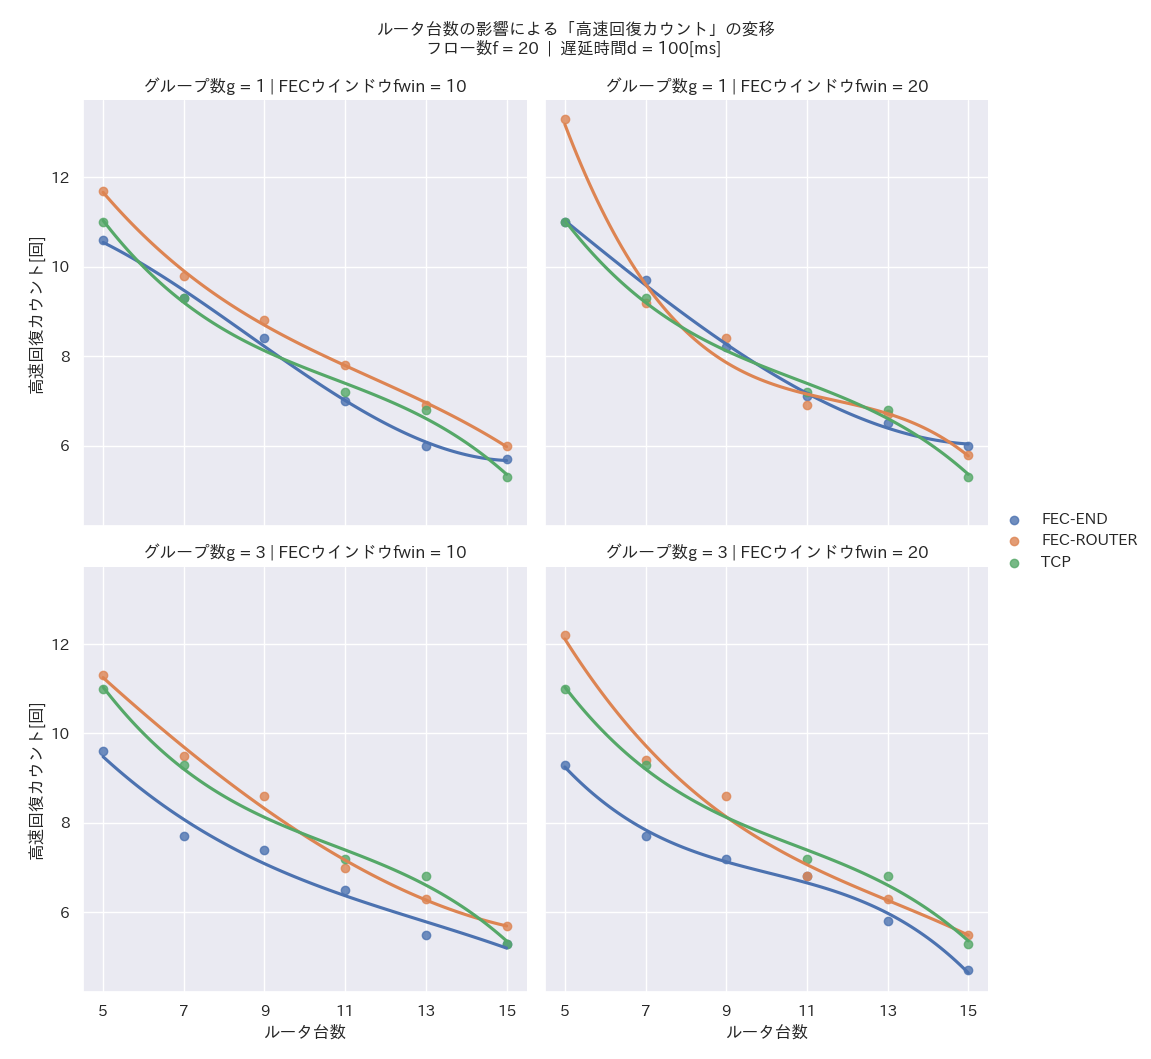 ルータ台数の影響による「高速回復カウント」の変移
フロー数f = 20 | 遅延時間d = 100[ms]
グループ数g = 1 | FECウインドウfwin = 10
グループ数g = 1 | FECウインドウfwin = 20
高速回復カウント[回]
12
10
8
6
FEC-END
FEC-ROUTER
TCP
グループ数g = 3 | FECウインドウfwin = 10
グループ数g = 3 | FECウインドウfwin = 20
高速回復カウント[回]
12
10
8
6
5 7 9 11 13 15
5 7 9 11 13 15
ルータ台数
ルータ台数